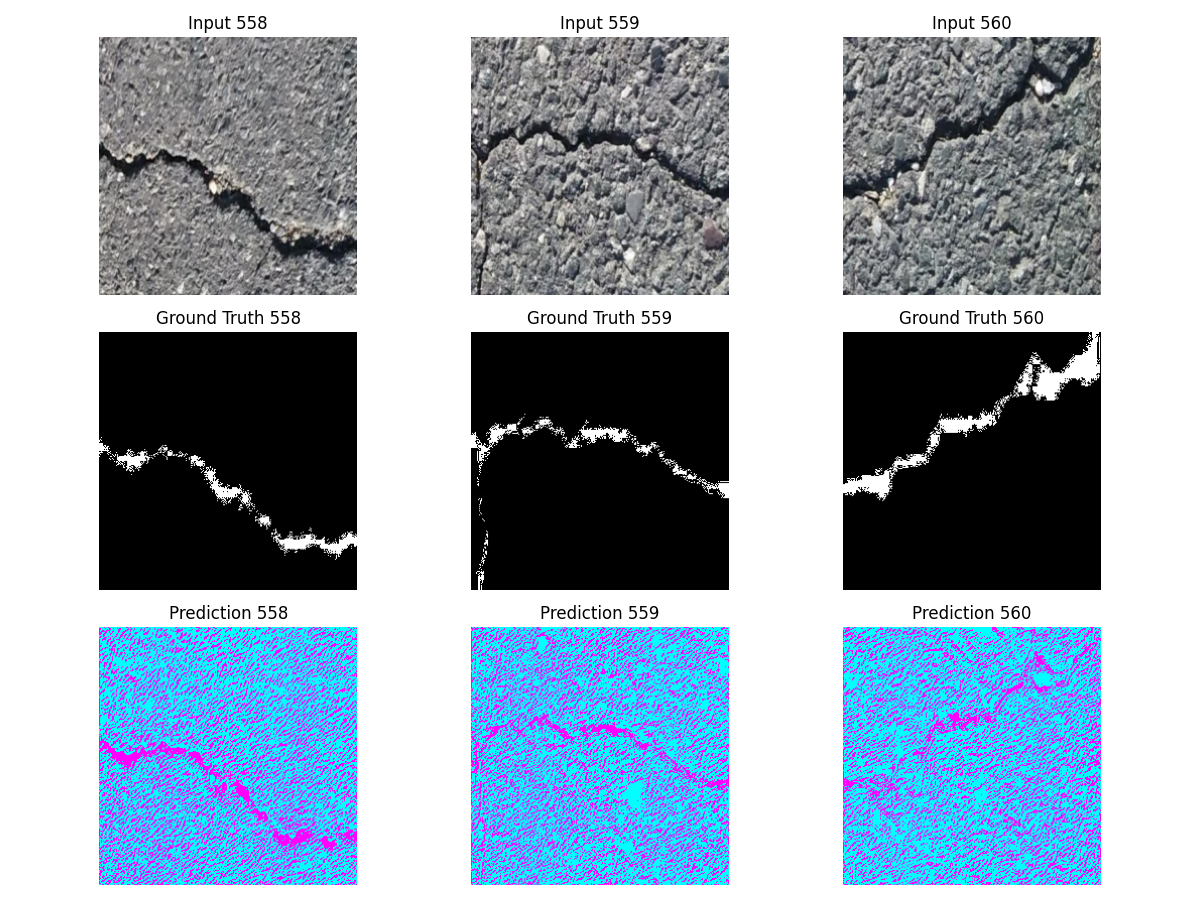 Input 558
Input 559
Input 560
Ground Truth 558
Ground Truth 559
Ground Truth 560
Prediction 558
Prediction 559
Prediction 560